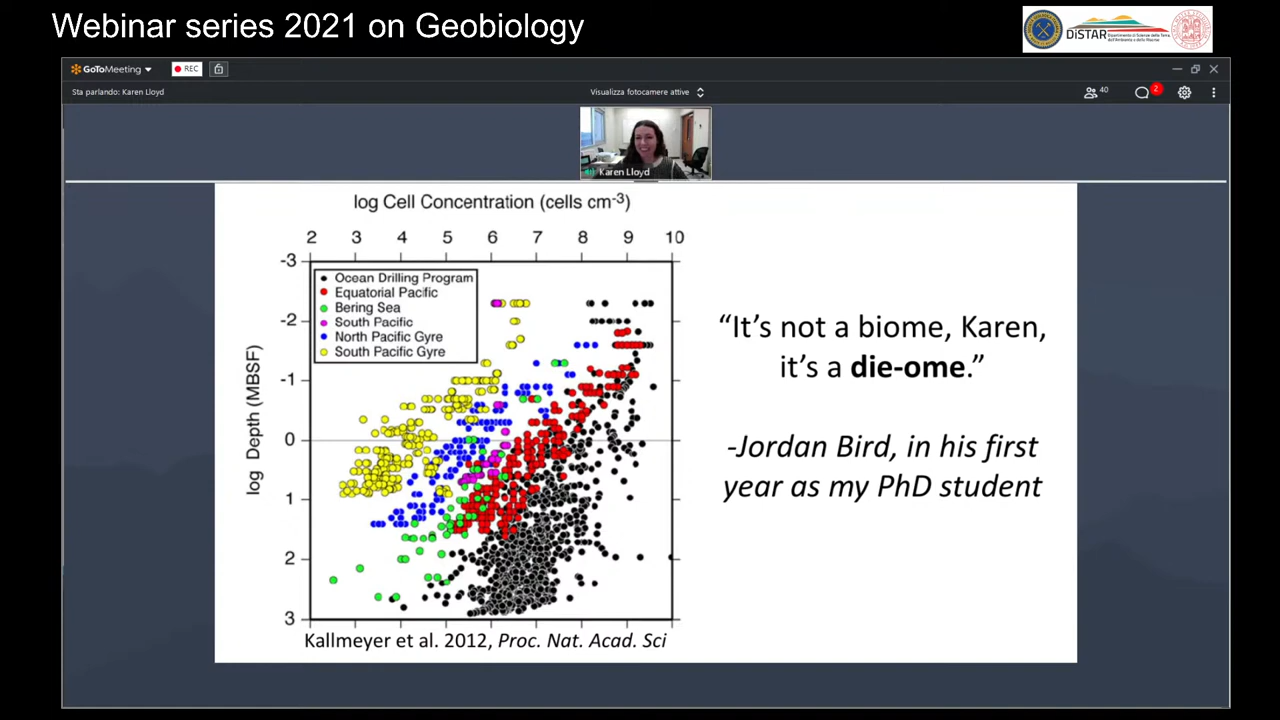 Webinar series 2021 on Geobiology
DiSTAR
GoToMeeting
REC
Sta parlando: Karen Lloyd
Visualizza fotocamere attive
40
2
Karen Lloyd
log Cell Concentration (cells cm-3)
2 3 4 5 6 7 8 9 10
-3
-2
-1
0
1
2
3
log Depth (MBSF)
Ocean Drilling Program
Equatorial Pacific
Bering Sea
South Pacific
North Pacific Gyre
South Pacific Gyre
Kallmeyer et al. 2012, Proc. Nat. Acad. Sci
“It’s not a biome, Karen,
it’s a die-ome.”
-Jordan Bird, in his first
year as my PhD student